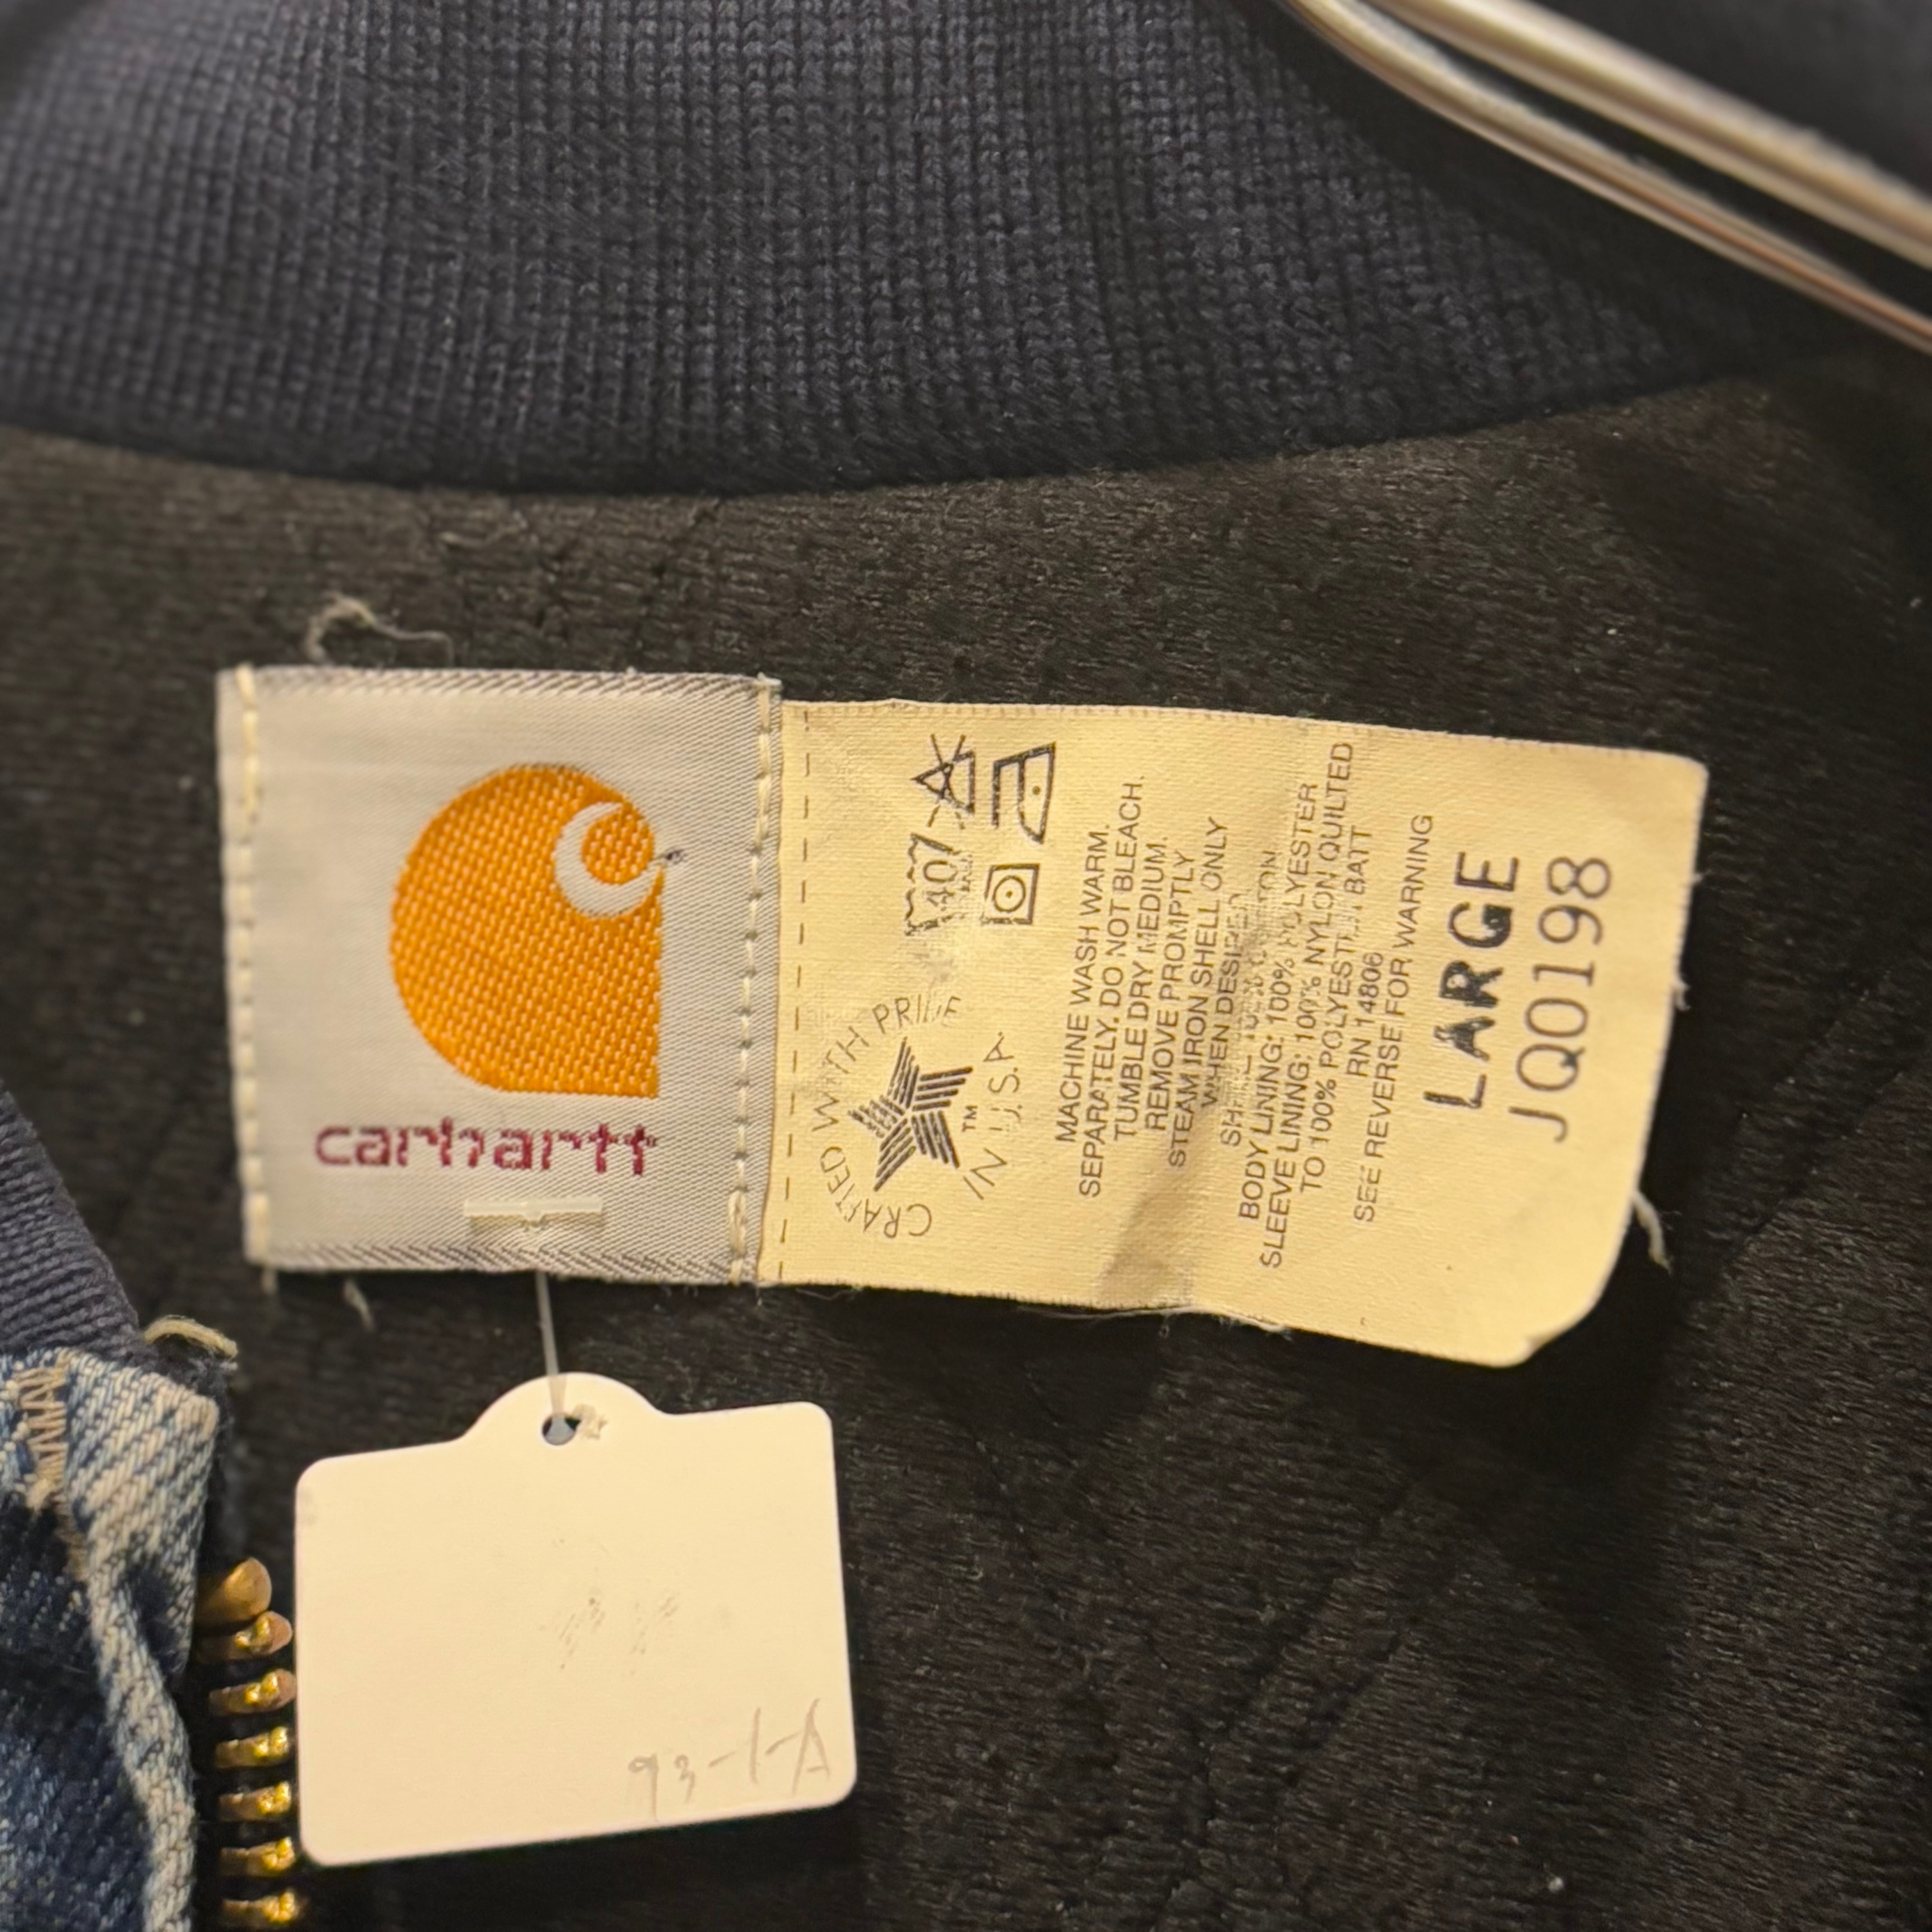 carhartt
L
CRAFTED WITH PRIDE
IN U.S.A.
TM
40
MACHINE WASH WARM.
SEPARATELY. DO NOT BLEACH.
TUMBLE DRY MEDIUM.
REMOVE PROMPTLY
STEAM IRON SHELL ONLY
WHEN DESIRED
BODY LINING: 100% POLYESTER
SLEEVE LINING: 100% NYLON QUILTED
TO 100% POLYESTER BATT
RN 14806
SEE REVERSE FOR WARNING
LARGE
JQ0198
93-1-A